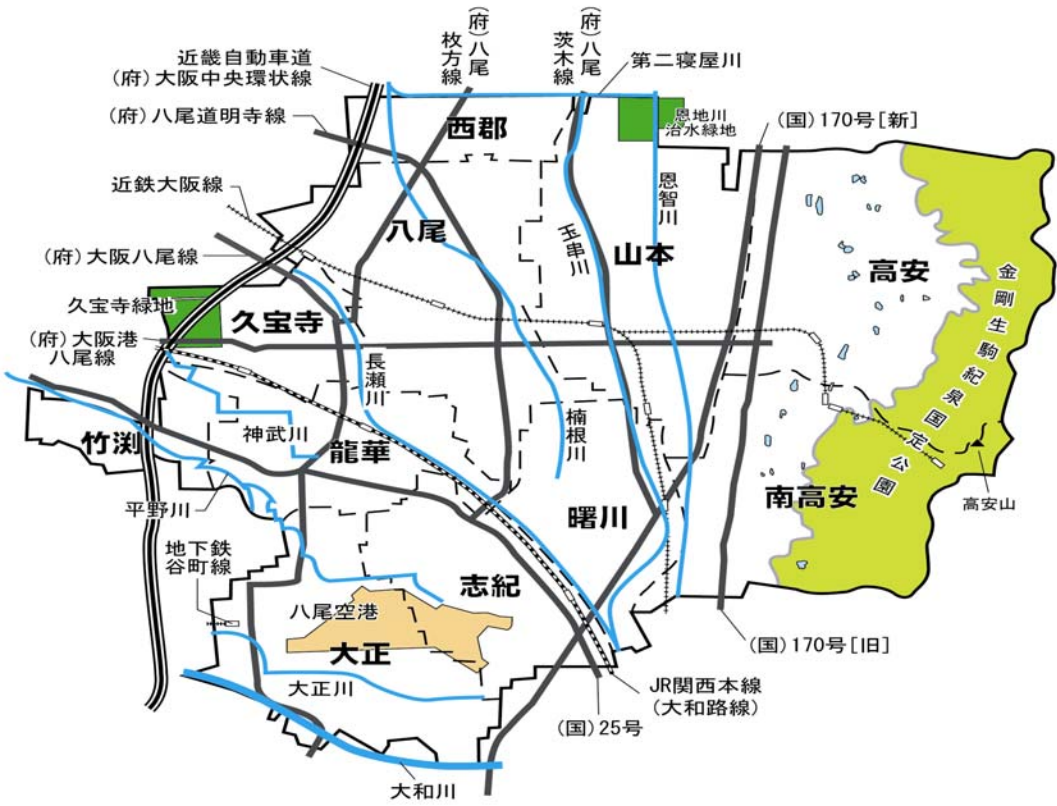 (府)八尾
枚方線
(府)八尾
茨木線
近畿自動車道
(府)大阪中央環状線
第二寝屋川
(府)八尾道明寺線
西郡
恩地川
治水緑地
(国)170号[新]
近鉄大阪線
恩智川
八尾
玉串川
山本
(府)大阪八尾線
高安
金剛生駒紀泉国定公園
久宝寺緑地
久宝寺
(府)大阪港
八尾線
長瀬川
楠根川
竹渕
神武川
龍華
南高安
高安山
平野川
曙川
地下鉄
谷町線
志紀
八尾空港
大正
(国)170号[旧]
大正川
JR関西本線
(大和路線)
(国)25号
大和川